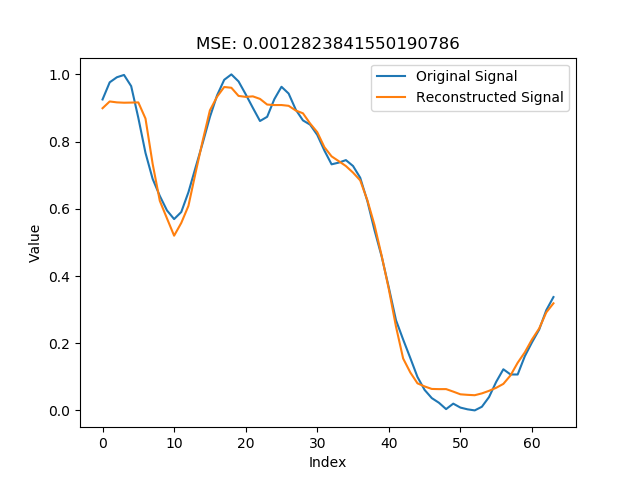 MSE: 0.0012823841550190786
Original Signal
Reconstructed Signal
1.0
0.8
0.6
0.4
0.2
0.0
Value
0 10 20 30 40 50 60
Index